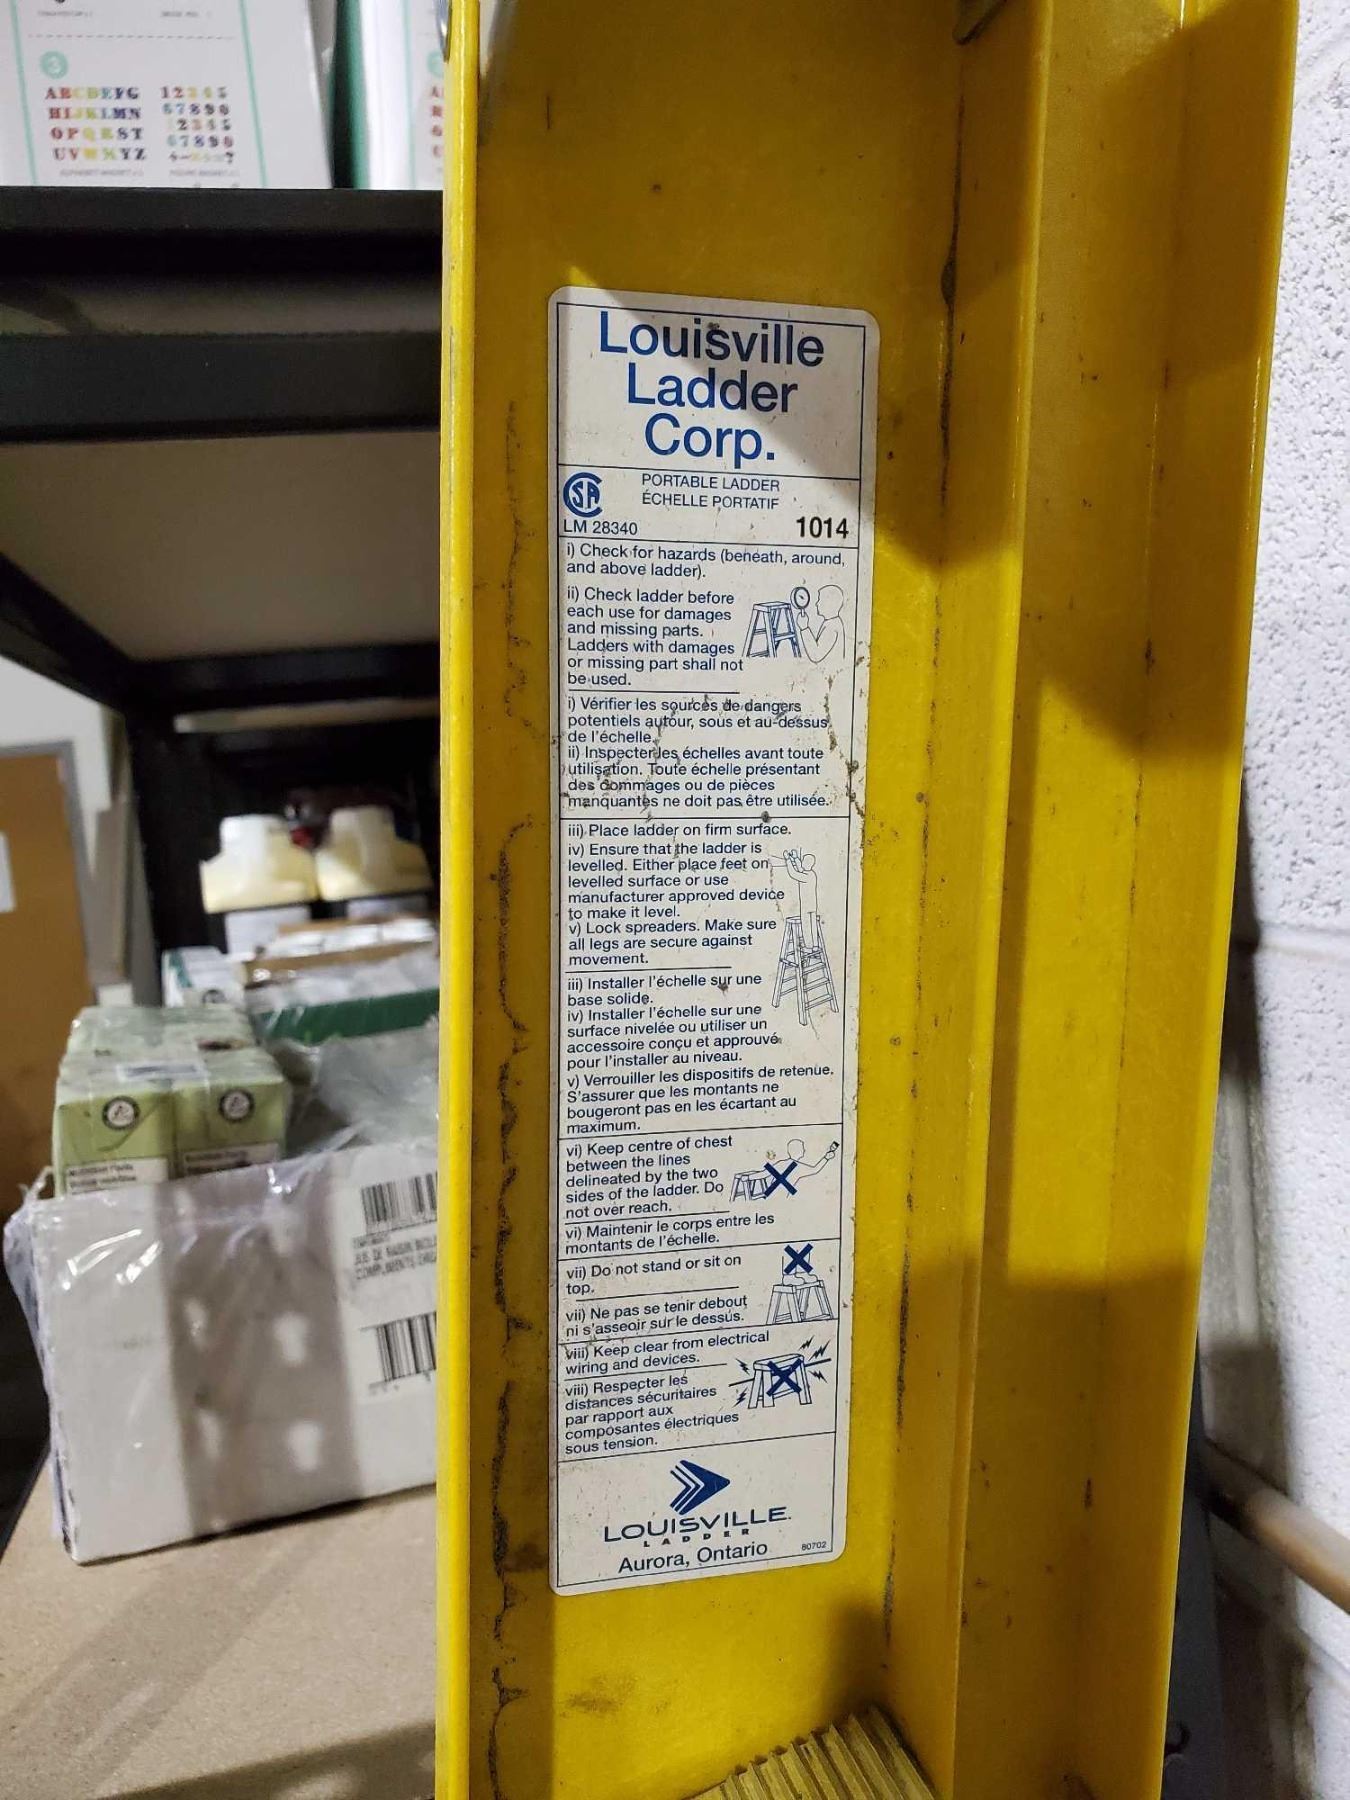 ABCDEFG 12345
HIJKLMN 67890
OPQRST 12345
UVWXYZ 67890
Louisville
Ladder
Corp.
CSA
PORTABLE LADDER
ÉCHELLE PORTATIF
LM 28340
1014
i) Check for hazards (beneath, around,
and above ladder).
ii) Check ladder before
each use for damages
and missing parts.
Ladders with damages
or missing part shall not
be used.
i) Vérifier les sources de dangers
potentiels autour, sous et au-dessus
de l'échelle.
ii) Inspecter les échelles avant toute
utilisation. Toute échelle présentant
des dommages ou de pièces
manquantes ne doit pas être utilisée.
iii) Place ladder on firm surface.
iv) Ensure that the ladder is
levelled. Either place feet on
levelled surface or use
manufacturer approved device
to make it level.
v) Lock spreaders. Make sure
all legs are secure against
movement.
iii) Installer l'échelle sur une
base solide.
iv) Installer l'échelle sur une
surface nivelée ou utiliser un
accessoire conçu et approuvé
pour l'installer au niveau.
v) Verrouiller les dispositifs de retenue.
S'assurer que les montants ne
bougeront pas en les écartant au
maximum.
vi) Keep centre of chest
between the lines
delineated by the two
sides of the ladder. Do
not over reach.
vi) Maintenir le corps entre les
montants de l'échelle.
vii) Do not stand or sit on
top.
vii) Ne pas se tenir debout
ni s'asseoir sur le dessus.
viii) Keep clear from electrical
wiring and devices.
viii) Respecter les
distances sécuritaires
par rapport aux
composantes électriques
sous tension.
LOUISVILLE
LADDER
Aurora, Ontario
80702